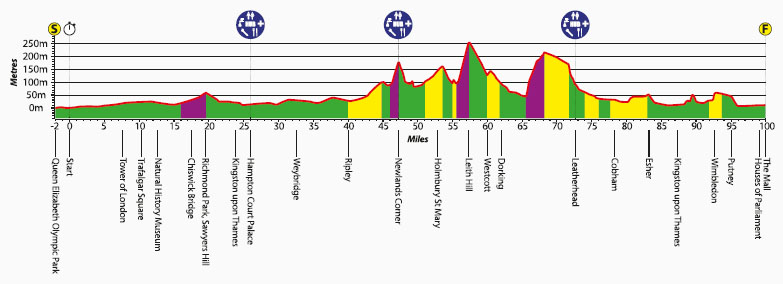 S
F
250m
200m
150m
100m
50m
0m
Metres
-2 0 5 10 15 20 25 30 35 40 45 50 55 60 65 70 75 80 85 90 95 100
Miles
Queen Elizabeth Olympic Park
Start
Tower of London
Trafalgar Square
Natural History Museum
Chiswick Bridge
Richmond Park, Sawyers Hill
Kingston upon Thames
Hampton Court Palace
Weybridge
Ripley
Newlands Corner
Holmbury St Mary
Leith Hill
Westcott
Dorking
Leatherhead
Cobham
Esher
Kingston upon Thames
Wimbledon
Putney
Houses of Parliament
The Mall